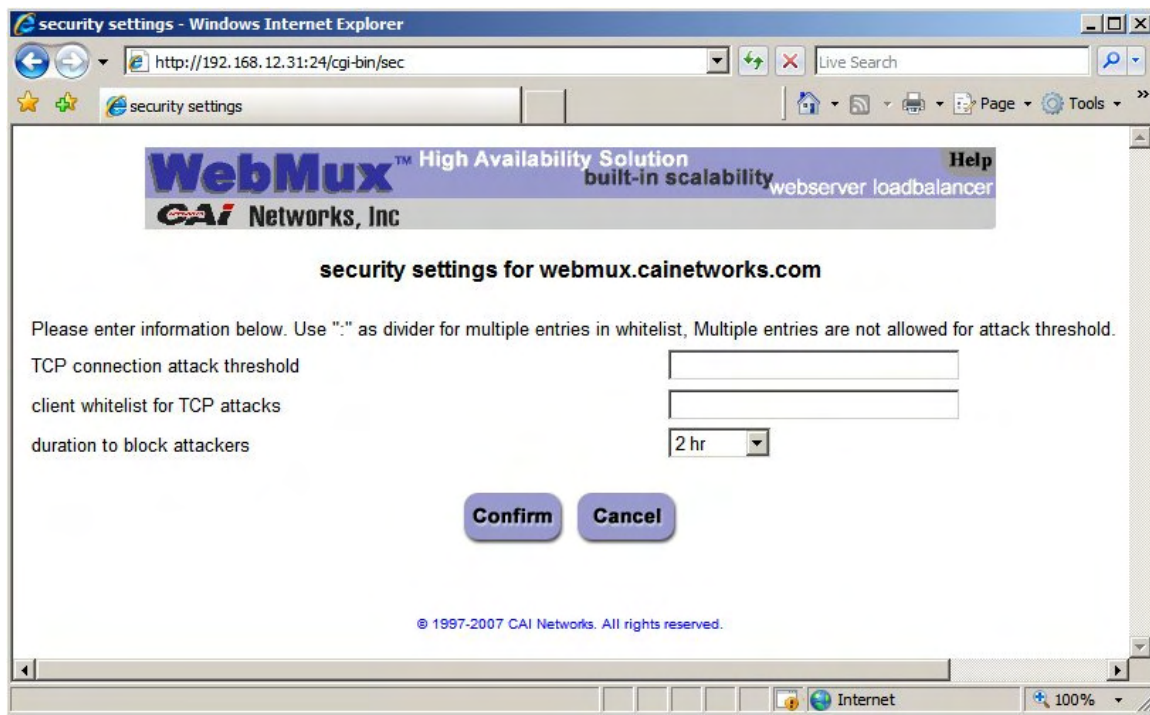 security settings - Windows Internet Explorer
http://192.168.12.31:24/cgi-bin/sec
Live Search
security settings
Page
Tools
»
WebMux™ High Availability Solution
built-in scalability
webserver loadbalancer
Help
CAI Networks, Inc
security settings for webmux.cainetworks.com
Please enter information below. Use ":" as divider for multiple entries in whitelist, Multiple entries are not allowed for attack threshold.
TCP connection attack threshold
client whitelist for TCP attacks
duration to block attackers
2 hr
Confirm
Cancel
© 1997-2007 CAI Networks. All rights reserved.
Internet
100%